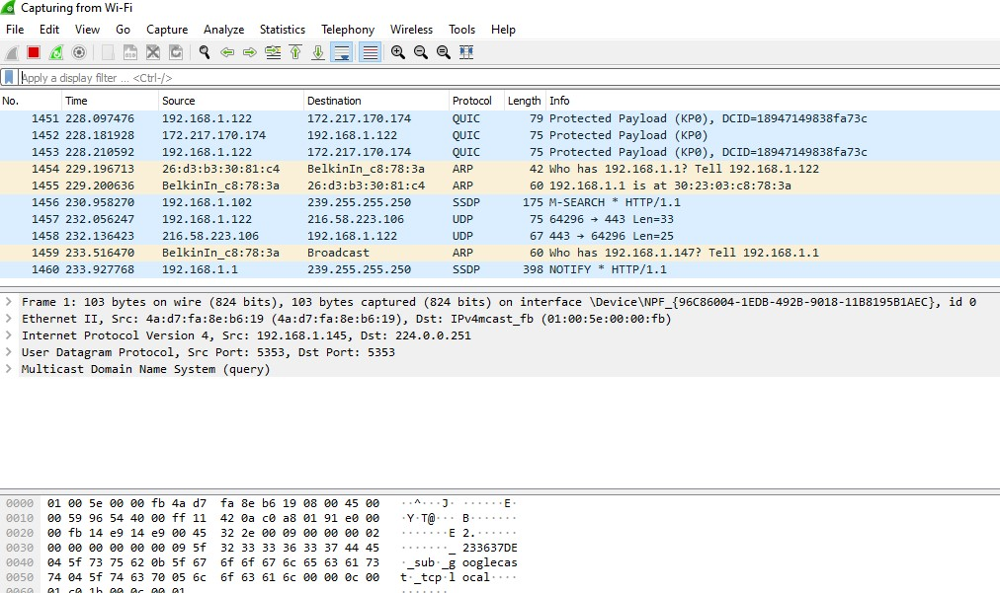 Capturing from Wi-Fi
File Edit View Go Capture Analyze Statistics Telephony Wireless Tools Help
Apply a display filter ... <Ctrl-/>
No. Time Source Destination Protocol Length Info
1451 228.097476 192.168.1.122 172.217.170.174 QUIC 79 Protected Payload (KP0), DCID=18947149838fa73c
1452 228.181928 172.217.170.174 192.168.1.122 QUIC 75 Protected Payload (KP0)
1453 228.210592 192.168.1.122 172.217.170.174 QUIC 75 Protected Payload (KP0), DCID=18947149838fa73c
1454 229.196713 26:d3:b3:30:81:c4 BelkinIn_c8:78:3a ARP 42 Who has 192.168.1.1? Tell 192.168.1.122
1455 229.200636 BelkinIn_c8:78:3a 26:d3:b3:30:81:c4 ARP 60 192.168.1.1 is at 30:23:03:c8:78:3a
1456 230.958270 192.168.1.102 239.255.255.250 SSDP 175 M-SEARCH * HTTP/1.1
1457 232.056247 192.168.1.122 216.58.223.106 UDP 75 64296 → 443 Len=33
1458 232.136423 216.58.223.106 192.168.1.122 UDP 67 443 → 64296 Len=25
1459 233.516470 BelkinIn_c8:78:3a Broadcast ARP 60 Who has 192.168.1.147? Tell 192.168.1.1
1460 233.927768 192.168.1.1 239.255.255.250 SSDP 398 NOTIFY * HTTP/1.1
> Frame 1: 103 bytes on wire (824 bits), 103 bytes captured (824 bits) on interface \Device\NPF_{96C86004-1EDB-492B-9018-11B8195B1AEC}, id 0
> Ethernet II, Src: 4a:d7:fa:8e:b6:19 (4a:d7:fa:8e:b6:19), Dst: IPv4mcast_fb (01:00:5e:00:00:fb)
> Internet Protocol Version 4, Src: 192.168.1.145, Dst: 224.0.0.251
> User Datagram Protocol, Src Port: 5353, Dst Port: 5353
> Multicast Domain Name System (query)
0000 01 00 5e 00 00 fb 4a d7 fa 8e b6 19 08 00 45 00 ··^···J· ······E·
0010 00 59 96 54 40 00 ff 11 42 0a c0 a8 01 91 e0 00 ·Y·T@··· B·······
0020 00 fb 14 e9 14 e9 00 45 32 2e 00 09 00 00 00 02 ·······E 2.······
0030 00 00 00 00 00 00 09 5f 32 33 33 36 33 37 44 45 ·······_ 233637DE
0040 04 5f 73 75 62 0b 5f 67 6f 6f 67 6c 65 63 61 73 ·_sub·_g ooglecas
0050 74 04 5f 74 63 70 05 6c 6f 63 61 6c 00 00 0c 00 t·_tcp·l ocal····
0060 01 c0 1b 00 0c 00 01 ·······